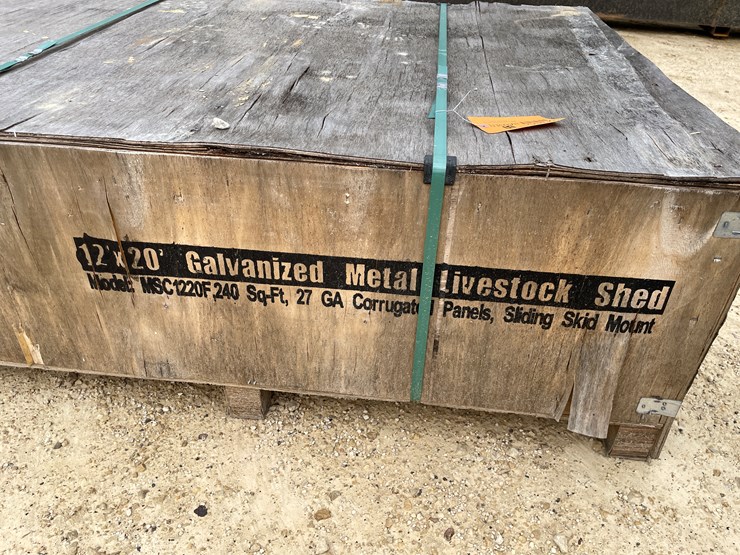 12'x20' Galvanized Metal Livestock Shed
Model: MSC1220F,240 Sq-Ft, 27 GA Corrugated Panels, Sliding Skid Mount